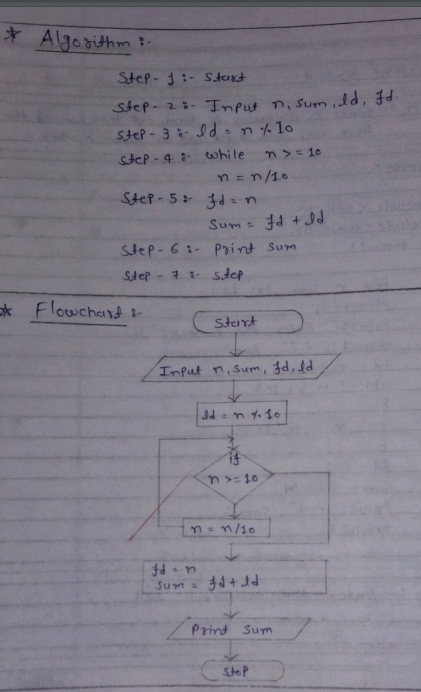 * Algorithm :-
Step - 1 :- Start
Step - 2 :- Input n, sum, ld, fd.
Step - 3 :- ld = n % 10
Step - 4 :- while n >= 10
n = n/10
Step - 5 :- fd = n
Sum = fd + ld
Step - 6 :- Print Sum
Step - 7 :- step
* Flowchart :-
Start
Input n, sum, fd, ld
ld = n % 10
if
n >= 10
n = n/10
fd = n
Sum = fd + ld
Print Sum
Stop